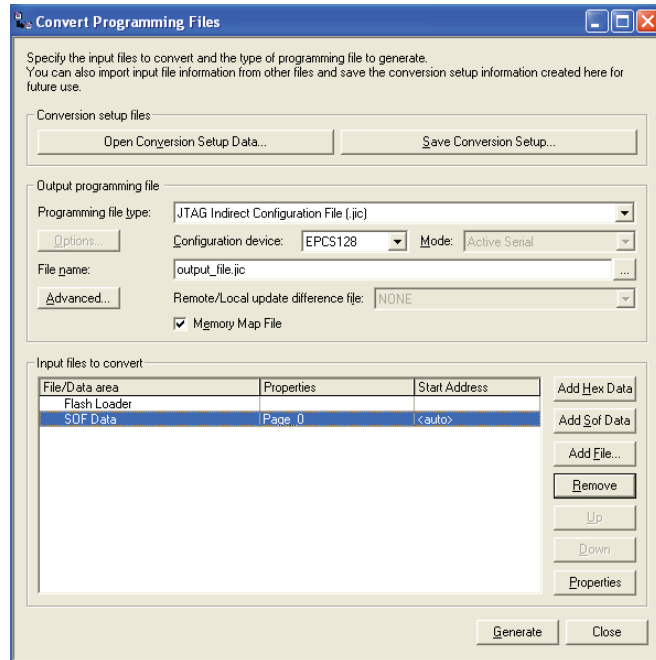 Convert Programming Files
Specify the input files to convert and the type of programming file to generate.
You can also import input file information from other files and save the conversion setup information created here for
future use.
Conversion setup files
Open Conversion Setup Data...
Save Conversion Setup...
Output programming file
Programming file type: JTAG Indirect Configuration File (.jic)
Options... Configuration device: EPCS128 Mode: Active Serial
File name: output_file.jic ...
Advanced... Remote/Local update difference file: NONE
Memory Map File
Input files to convert
File/Data area Properties Start Address
Flash Loader
SOF Data Page_0 <auto>
Add Hex Data
Add Sof Data
Add File...
Remove
Up
Down
Properties
Generate Close